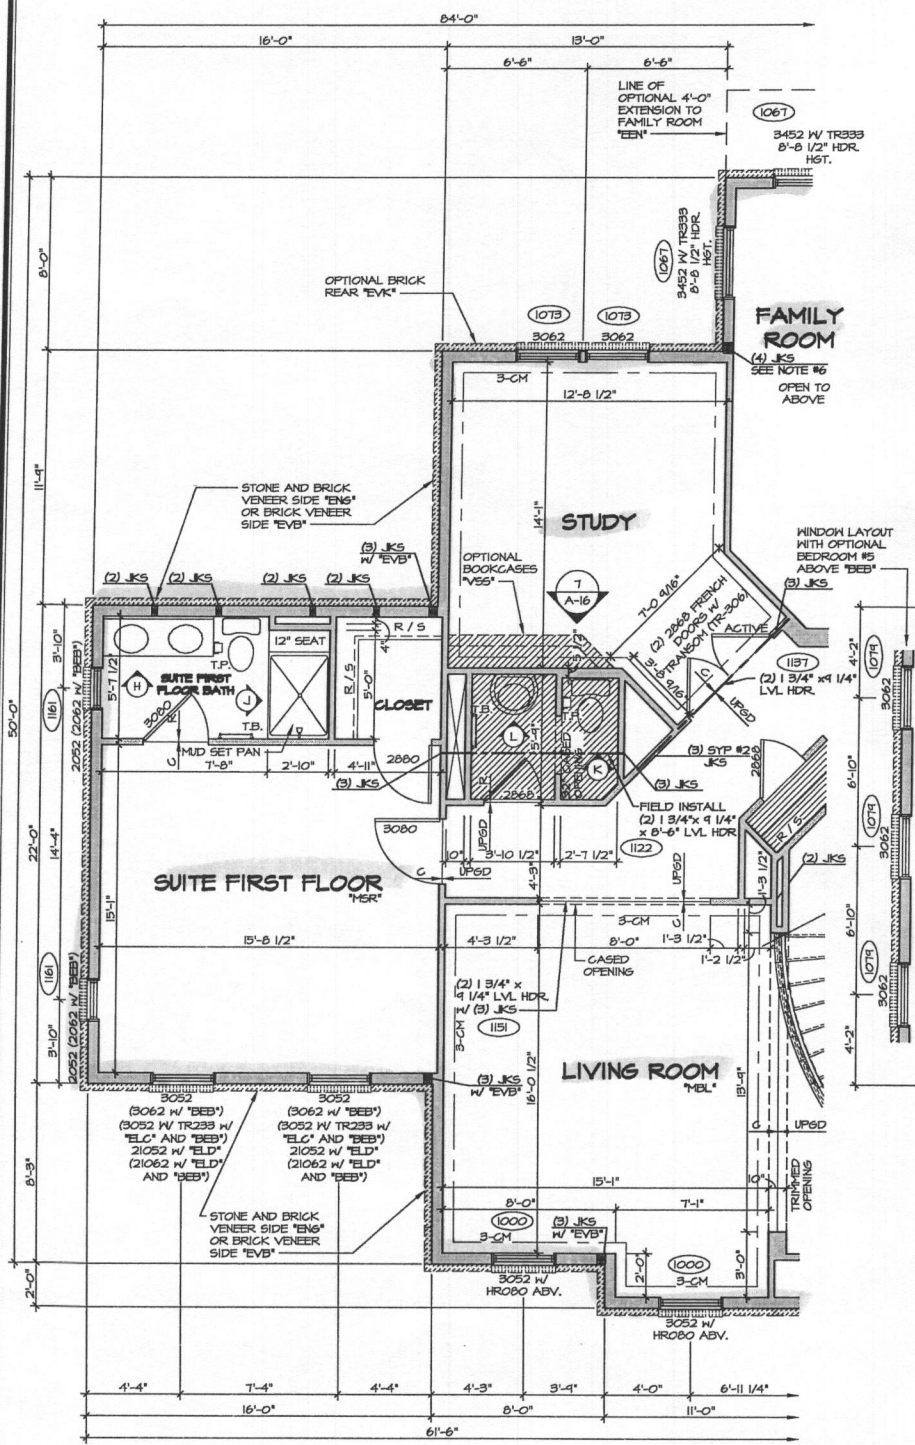 84'-0"
16'-0"
13'-0"
6'-6"
6'-6"
LINE OF
OPTIONAL 4'-0"
EXTENSION TO
FAMILY ROOM
"EEN"
1067
3452 W/ TR333
8'-8 1/2" HDR.
HGT.
8'-0"
1067
3452 W/ TR333
8'-8 1/2" HDR.
HGT.
OPTIONAL BRICK
REAR "EVK"
1073
1073
3062
3062
FAMILY
ROOM
(4) JKS
SEE NOTE #6
OPEN TO
ABOVE
3-CM
12'-8 1/2"
11'-9"
STONE AND BRICK
VENEER SIDE "ENG"
OR BRICK VENEER
SIDE "EVB"
14'-1"
STUDY
(3) JKS
W/ "EVB"
OPTIONAL
BOOKCASES
"VSS"
7
A-16
WINDOW LAYOUT
WITH OPTIONAL
BEDROOM #5
ABOVE "BEB"
(2) JKS
(2) JKS
(2) JKS
(2) JKS
7'-0 9/16"
(2) 2868 FRENCH
DOORS W/
TRANSOM (TR-306)
ACTIVE
(3) JKS
3'-10"
5'-7 1/2"
12" SEAT
R / S
4"
T.P.
SUITE FIRST
FLOOR BATH
H
L
3080
R
T.B.
R / S
5'-0"
CLOSET
C
1137
(2) 1 3/4" x 9 1/4"
LVL HDR
UPGD
4'-2"
1079
3062
1161
2052 (2062 W/ "BEB")
T.B.
L
5'-9"
T.P.
K
32" CASED
OPENING
MUD SET PAN
C
7'-8"
2'-10"
4'-11"
2880
(3) JKS
R
2868
(3) SYP #2
JKS
(3) JKS
2868
6'-10"
50'-0"
22'-0"
14'-4"
3080
FIELD INSTALL
(2) 1 3/4" x 9 1/4"
x 8'-6" LVL HDR
1122
R / S
1079
3062
UPGD
10"
3'-10 1/2"
2'-7 1/2"
(2) JKS
1'-3 1/2"
C
UPGD
4'-3"
UPGD
C
SUITE FIRST FLOOR
"MSR"
15'-1"
15'-8 1/2"
4'-3 1/2"
3-CM
8'-0"
1'-3 1/2"
1'-2 1/2"
CASED
OPENING
6'-10"
1079
3062
1161
2052 (2062 W/ "BEB")
3'-10"
(2) 1 3/4" x
9 1/4" LVL HDR.
W/ (3) JKS
1151
3-CM
16'-0 1/2"
4'-2"
LIVING ROOM
"MBL"
13'-9"
(3) JKS
W/ "EVB"
3052
(3062 W/ "BEB")
(3052 W/ TR233 W/
"ELC" AND "BEB")
21052 W/ "ELD"
(21062 W/ "ELD"
AND "BEB")
3052
(3062 W/ "BEB")
(3052 W/ TR233 W/
"ELC" AND "BEB")
21052 W/ "ELD"
(21062 W/ "ELD"
AND "BEB")
C
UPGD
8'-3"
15'-1"
10"
TRIMMED
OPENING
STONE AND BRICK
VENEER SIDE "ENG"
OR BRICK VENEER
SIDE "EVB"
8'-0"
7'-1"
1000
3-CM
(3) JKS
W/ "EVB"
2'-0"
3052 W/
HR080 ABV.
2'-0"
1000
3-CM
3'-0"
3052 W/
HR080 ABV.
4'-4"
7'-4"
4'-4"
4'-3"
3'-9"
4'-0"
6'-11 1/4"
16'-0"
8'-0"
11'-0"
61'-6"